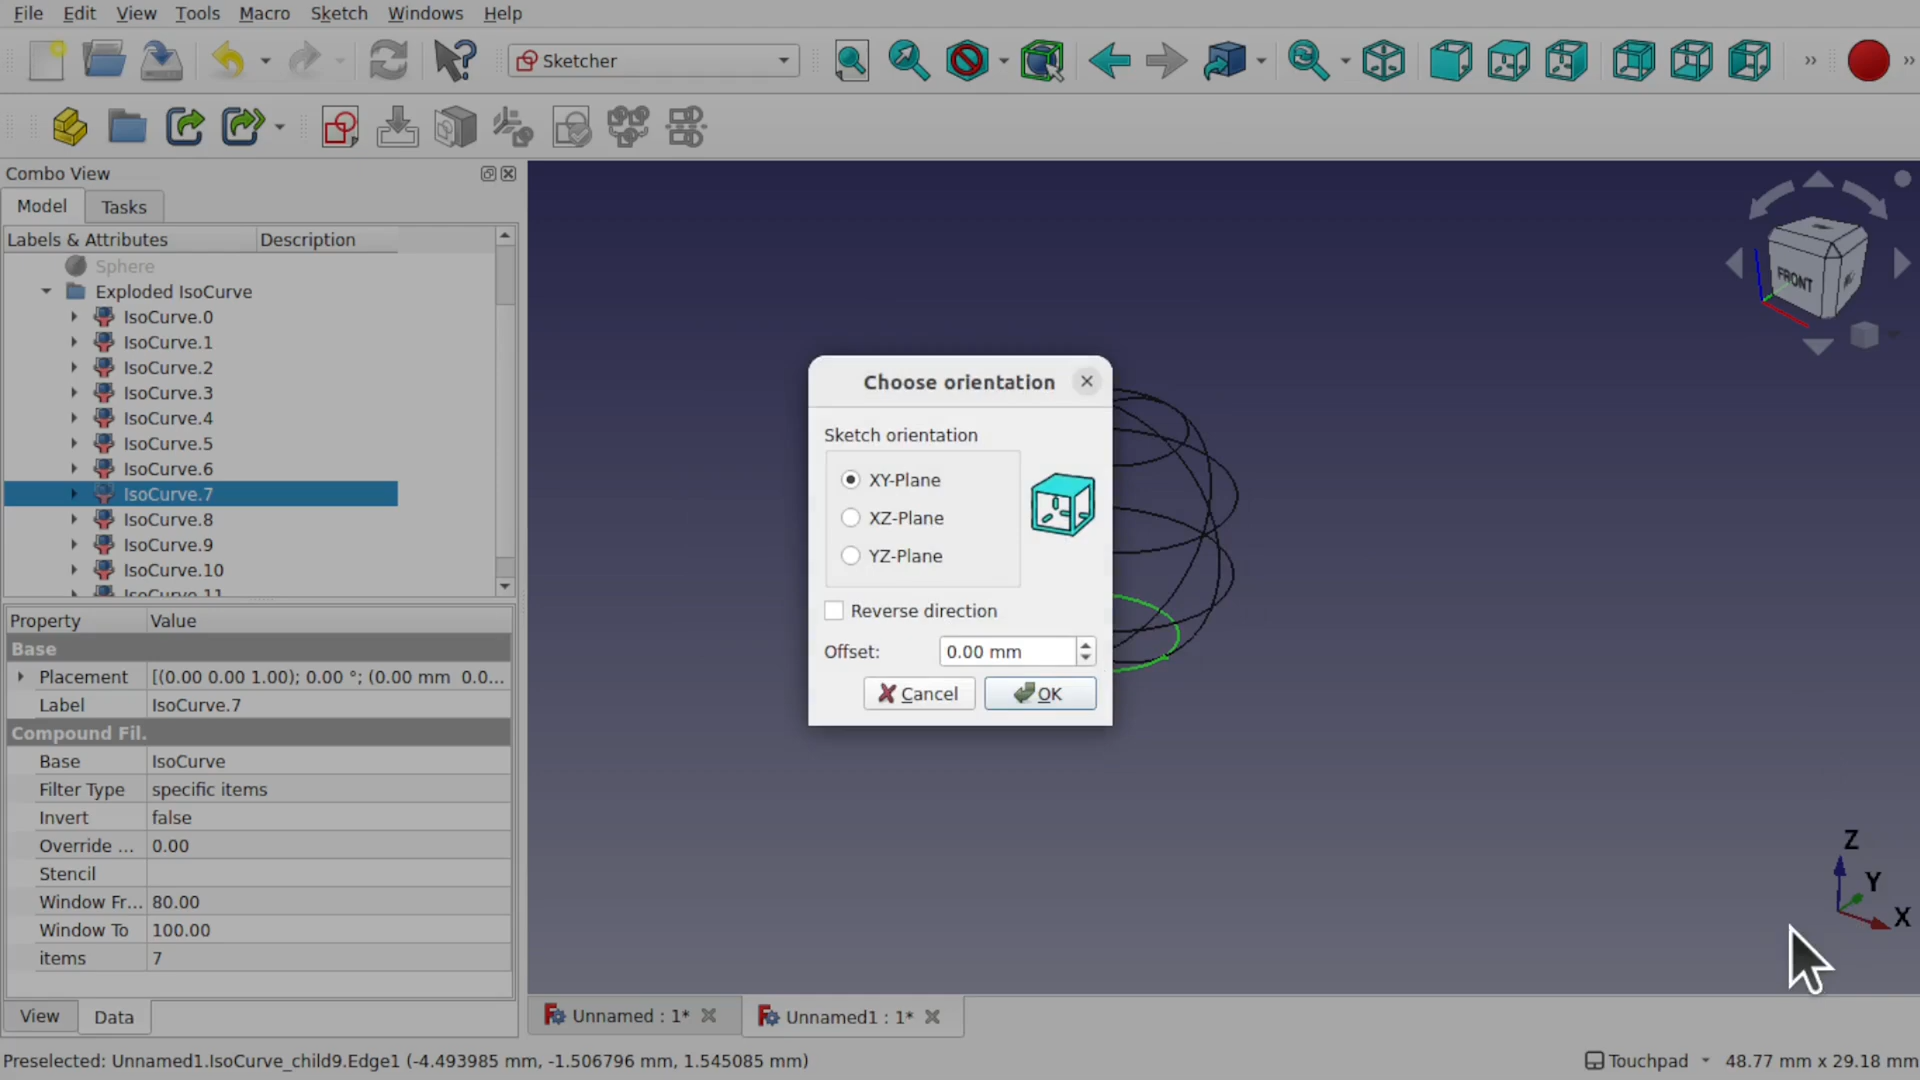 File Edit View Tools Macro Sketch Windows Help
Sketcher
Combo View
Model Tasks
Labels & Attributes Description
Sphere
Exploded IsoCurve
IsoCurve.0
IsoCurve.1
IsoCurve.2
IsoCurve.3
IsoCurve.4
IsoCurve.5
IsoCurve.6
IsoCurve.7
IsoCurve.8
IsoCurve.9
IsoCurve.10
IsoCurve.11
Property Value
Base
Placement [(0.00 0.00 1.00); 0.00 °; (0.00 mm 0.0...
Label IsoCurve.7
Compound Fil.
Base IsoCurve
Filter Type specific items
Invert false
Override ... 0.00
Stencil
Window Fr... 80.00
Window To 100.00
items 7
View Data
Choose orientation
Sketch orientation
XY-Plane
XZ-Plane
YZ-Plane
Reverse direction
Offset: 0.00 mm
Cancel OK
FRONT
Z
Y
X
Unnamed : 1* Unnamed1 : 1*
Preselected: Unnamed1.IsoCurve_child9.Edge1 (-4.493985 mm, -1.506796 mm, 1.545085 mm) Touchpad 48.77 mm x 29.18 mm